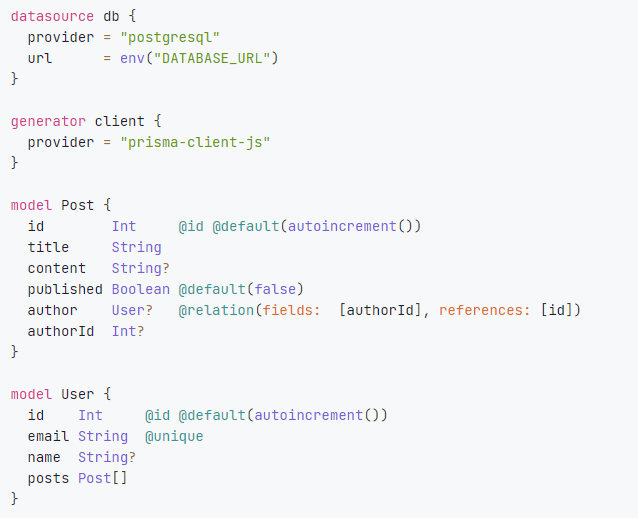 datasource db {
  provider = "postgresql"
  url      = env("DATABASE_URL")
}

generator client {
  provider = "prisma-client-js"
}

model Post {
  id        Int     @id @default(autoincrement())
  title     String
  content   String?
  published Boolean @default(false)
  author    User?   @relation(fields:  [authorId], references: [id])
  authorId  Int?
}

model User {
  id    Int     @id @default(autoincrement())
  email String  @unique
  name  String?
  posts Post[]
}